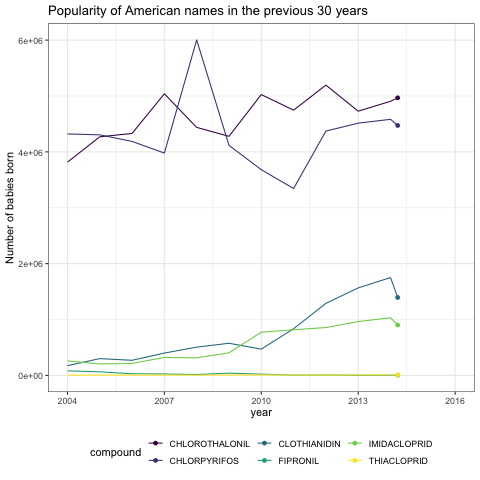 Popularity of American names in the previous 30 years
Number of babies born
6e+06
4e+06
2e+06
0e+00
2004 2007 2010 2013 2016
year
compound
CHLOROTHALONIL CLOTHIANIDIN IMIDACLOPRID
CHLORPYRIFOS FIPRONIL THIACLOPRID